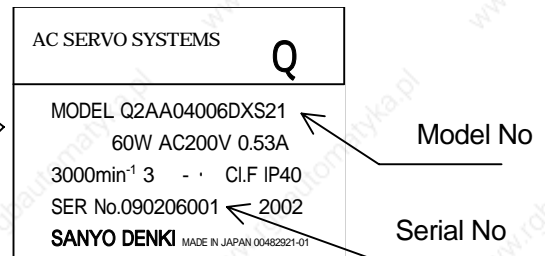 AC SERVO SYSTEMS Q
MODEL Q2AA04006DXS21
60W AC200V 0.53A
Model No
3000min⁻¹ 3 - · Cl.F IP40
SER No.090206001 2002
Serial No
SANYO DENKI MADE IN JAPAN 00482921-01